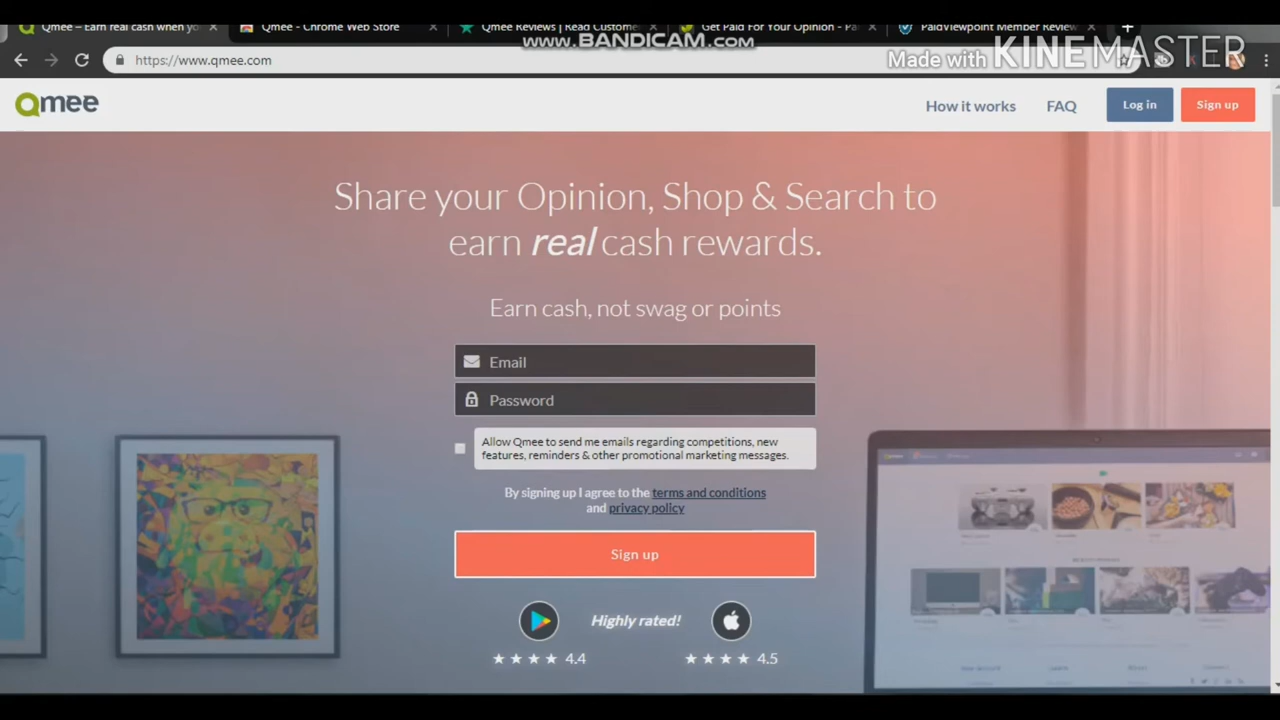 Qmee – Earn real cash when yo
Qmee - Chrome Web Store
Qmee Reviews | Read Custome
Get Paid For Your Opinion - Pa
PaidViewpoint Member Review
www.BANDICAM.com
https://www.qmee.com
Made with KINEMASTER
Qmee
How it works
FAQ
Log in
Sign up
Share your Opinion, Shop & Search to
earn real cash rewards.
Earn cash, not swag or points
Email
Password
Allow Qmee to send me emails regarding competitions, new
features, reminders & other promotional marketing messages.
By signing up I agree to the terms and conditions
and privacy policy
Sign up
Highly rated!
4.4
4.5